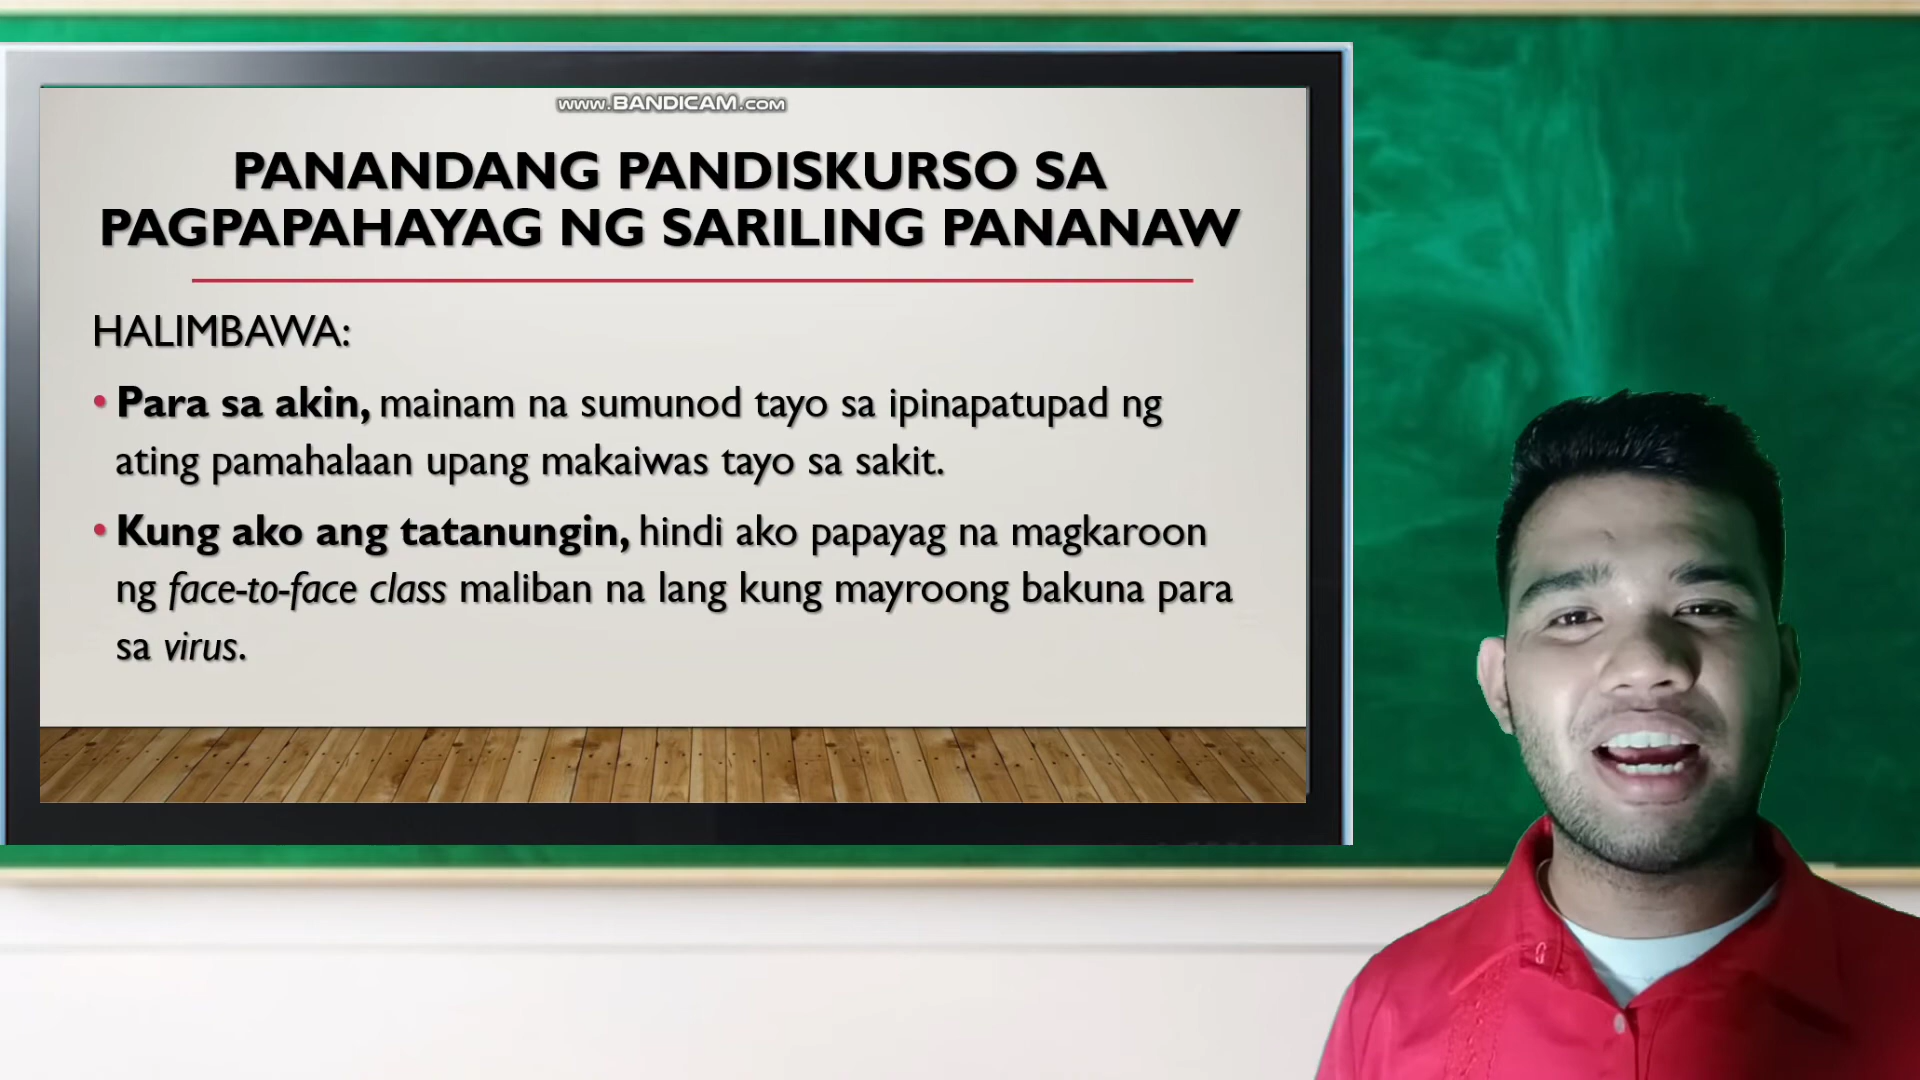 www.BANDICAM.com
PANANDANG PANDISKURSO SA
PAGPAPAHAYAG NG SARILING PANANAW
HALIMBAWA:
• Para sa akin, mainam na sumunod tayo sa ipinapatupad ng
ating pamahalaan upang makaiwas tayo sa sakit.
• Kung ako ang tatanungin, hindi ako papayag na magkaroon
ng face-to-face class maliban na lang kung mayroong bakuna para
sa virus.